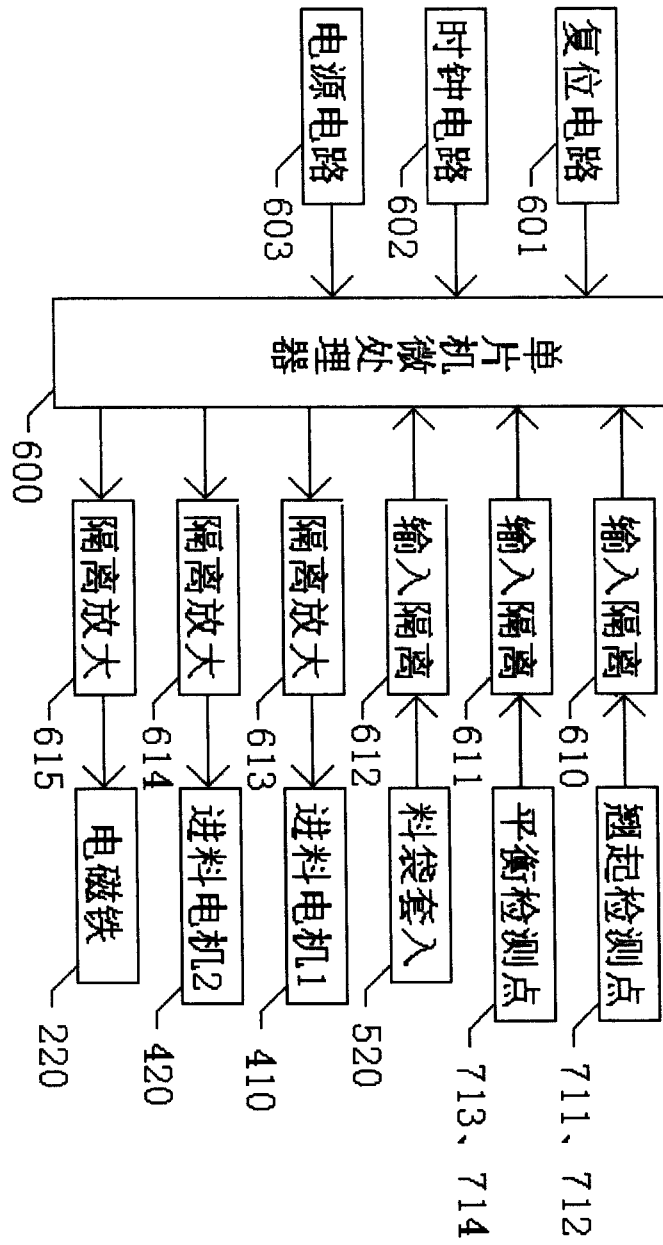 复位电路
601
输入隔离
610
翘起检测点
711、712
时钟电路
602
输入隔离
611
平衡检测点
713、714
电源电路
603
单片机微处理器
600
输入隔离
612
料袋套入
520
隔离放大
613
进料电机1
410
隔离放大
614
进料电机2
420
隔离放大
615
电磁铁
220